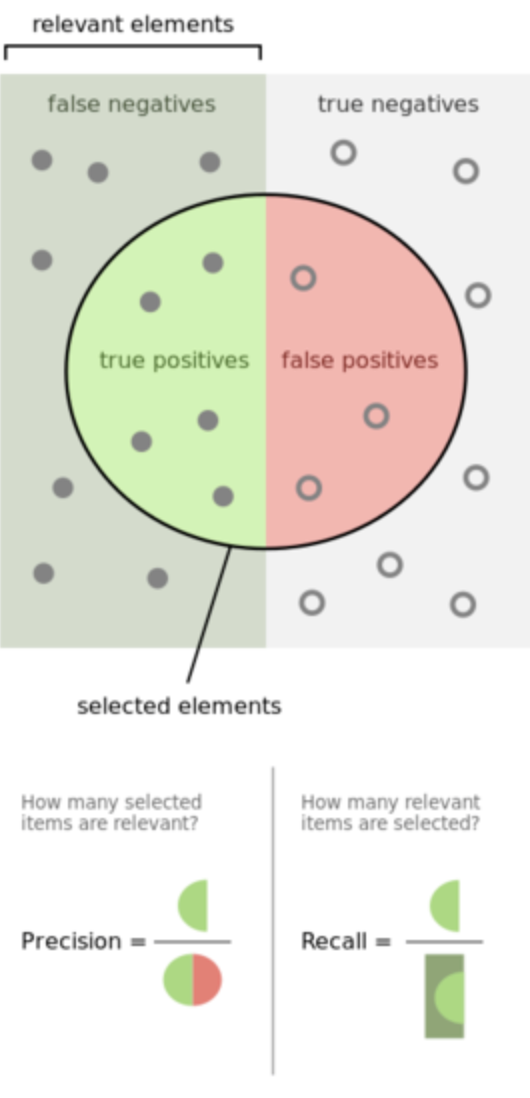 relevant elements
false negatives
true negatives
true positives
false positives
selected elements
How many selected
items are relevant?
How many relevant
items are selected?
Precision =
Recall =